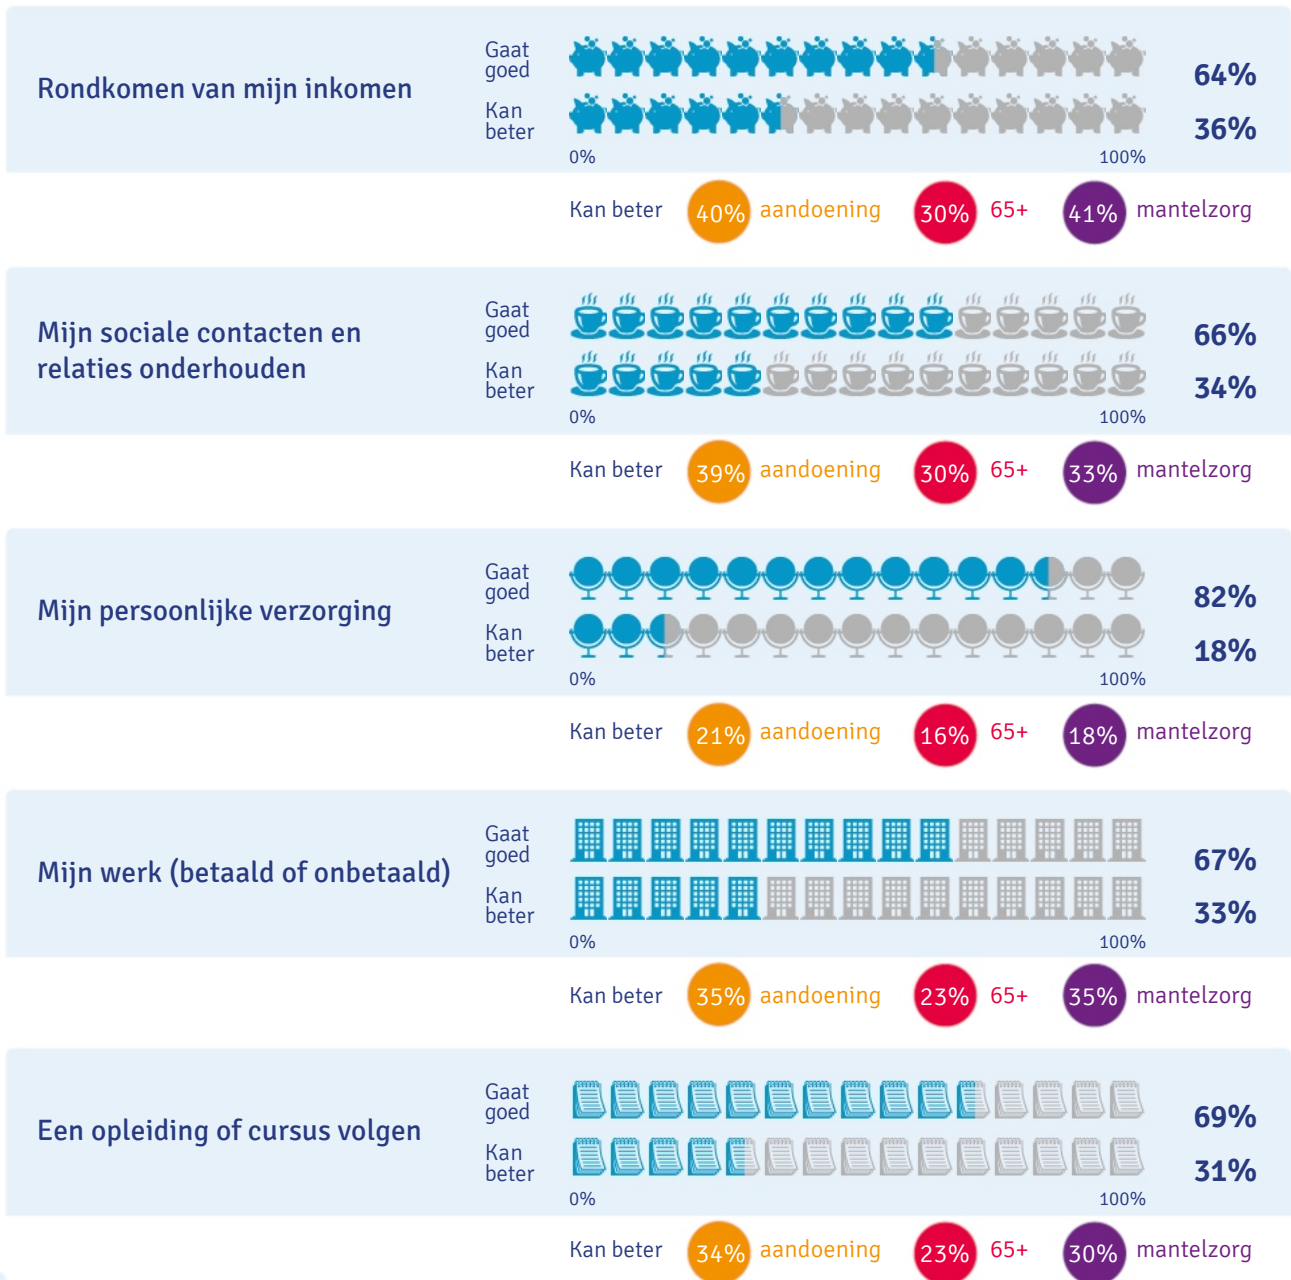 Rondkomen van mijn inkomen
Gaat
goed
64%
Kan
beter
36%
0% 100%
Kan beter 40% aandoening 30% 65+ 41% mantelzorg
Mijn sociale contacten en
relaties onderhouden
Gaat
goed
66%
Kan
beter
34%
0% 100%
Kan beter 39% aandoening 30% 65+ 33% mantelzorg
Mijn persoonlijke verzorging
Gaat
goed
82%
Kan
beter
18%
0% 100%
Kan beter 21% aandoening 16% 65+ 18% mantelzorg
Mijn werk (betaald of onbetaald)
Gaat
goed
67%
Kan
beter
33%
0% 100%
Kan beter 35% aandoening 23% 65+ 35% mantelzorg
Een opleiding of cursus volgen
Gaat
goed
69%
Kan
beter
31%
0% 100%
Kan beter 34% aandoening 23% 65+ 30% mantelzorg